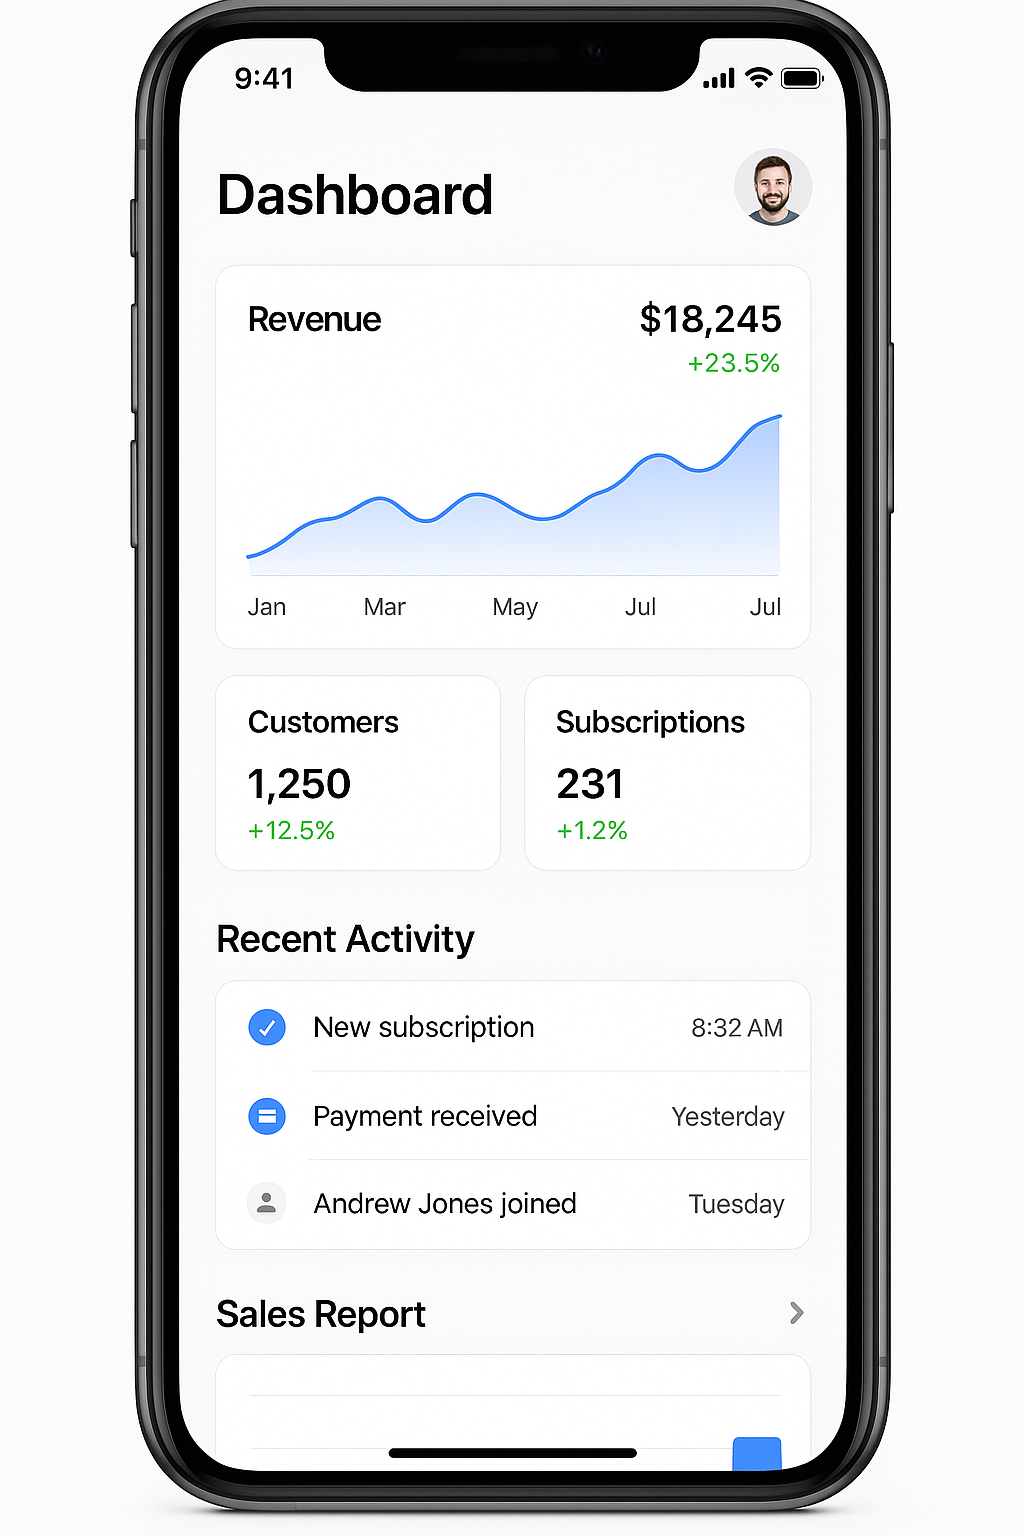 9:41
Dashboard
Revenue
$18,245
+23.5%
Jan Mar May Jul Jul
Customers
1,250
+12.5%
Subscriptions
231
+1.2%
Recent Activity
New subscription 8:32 AM
Payment received Yesterday
Andrew Jones joined Tuesday
Sales Report